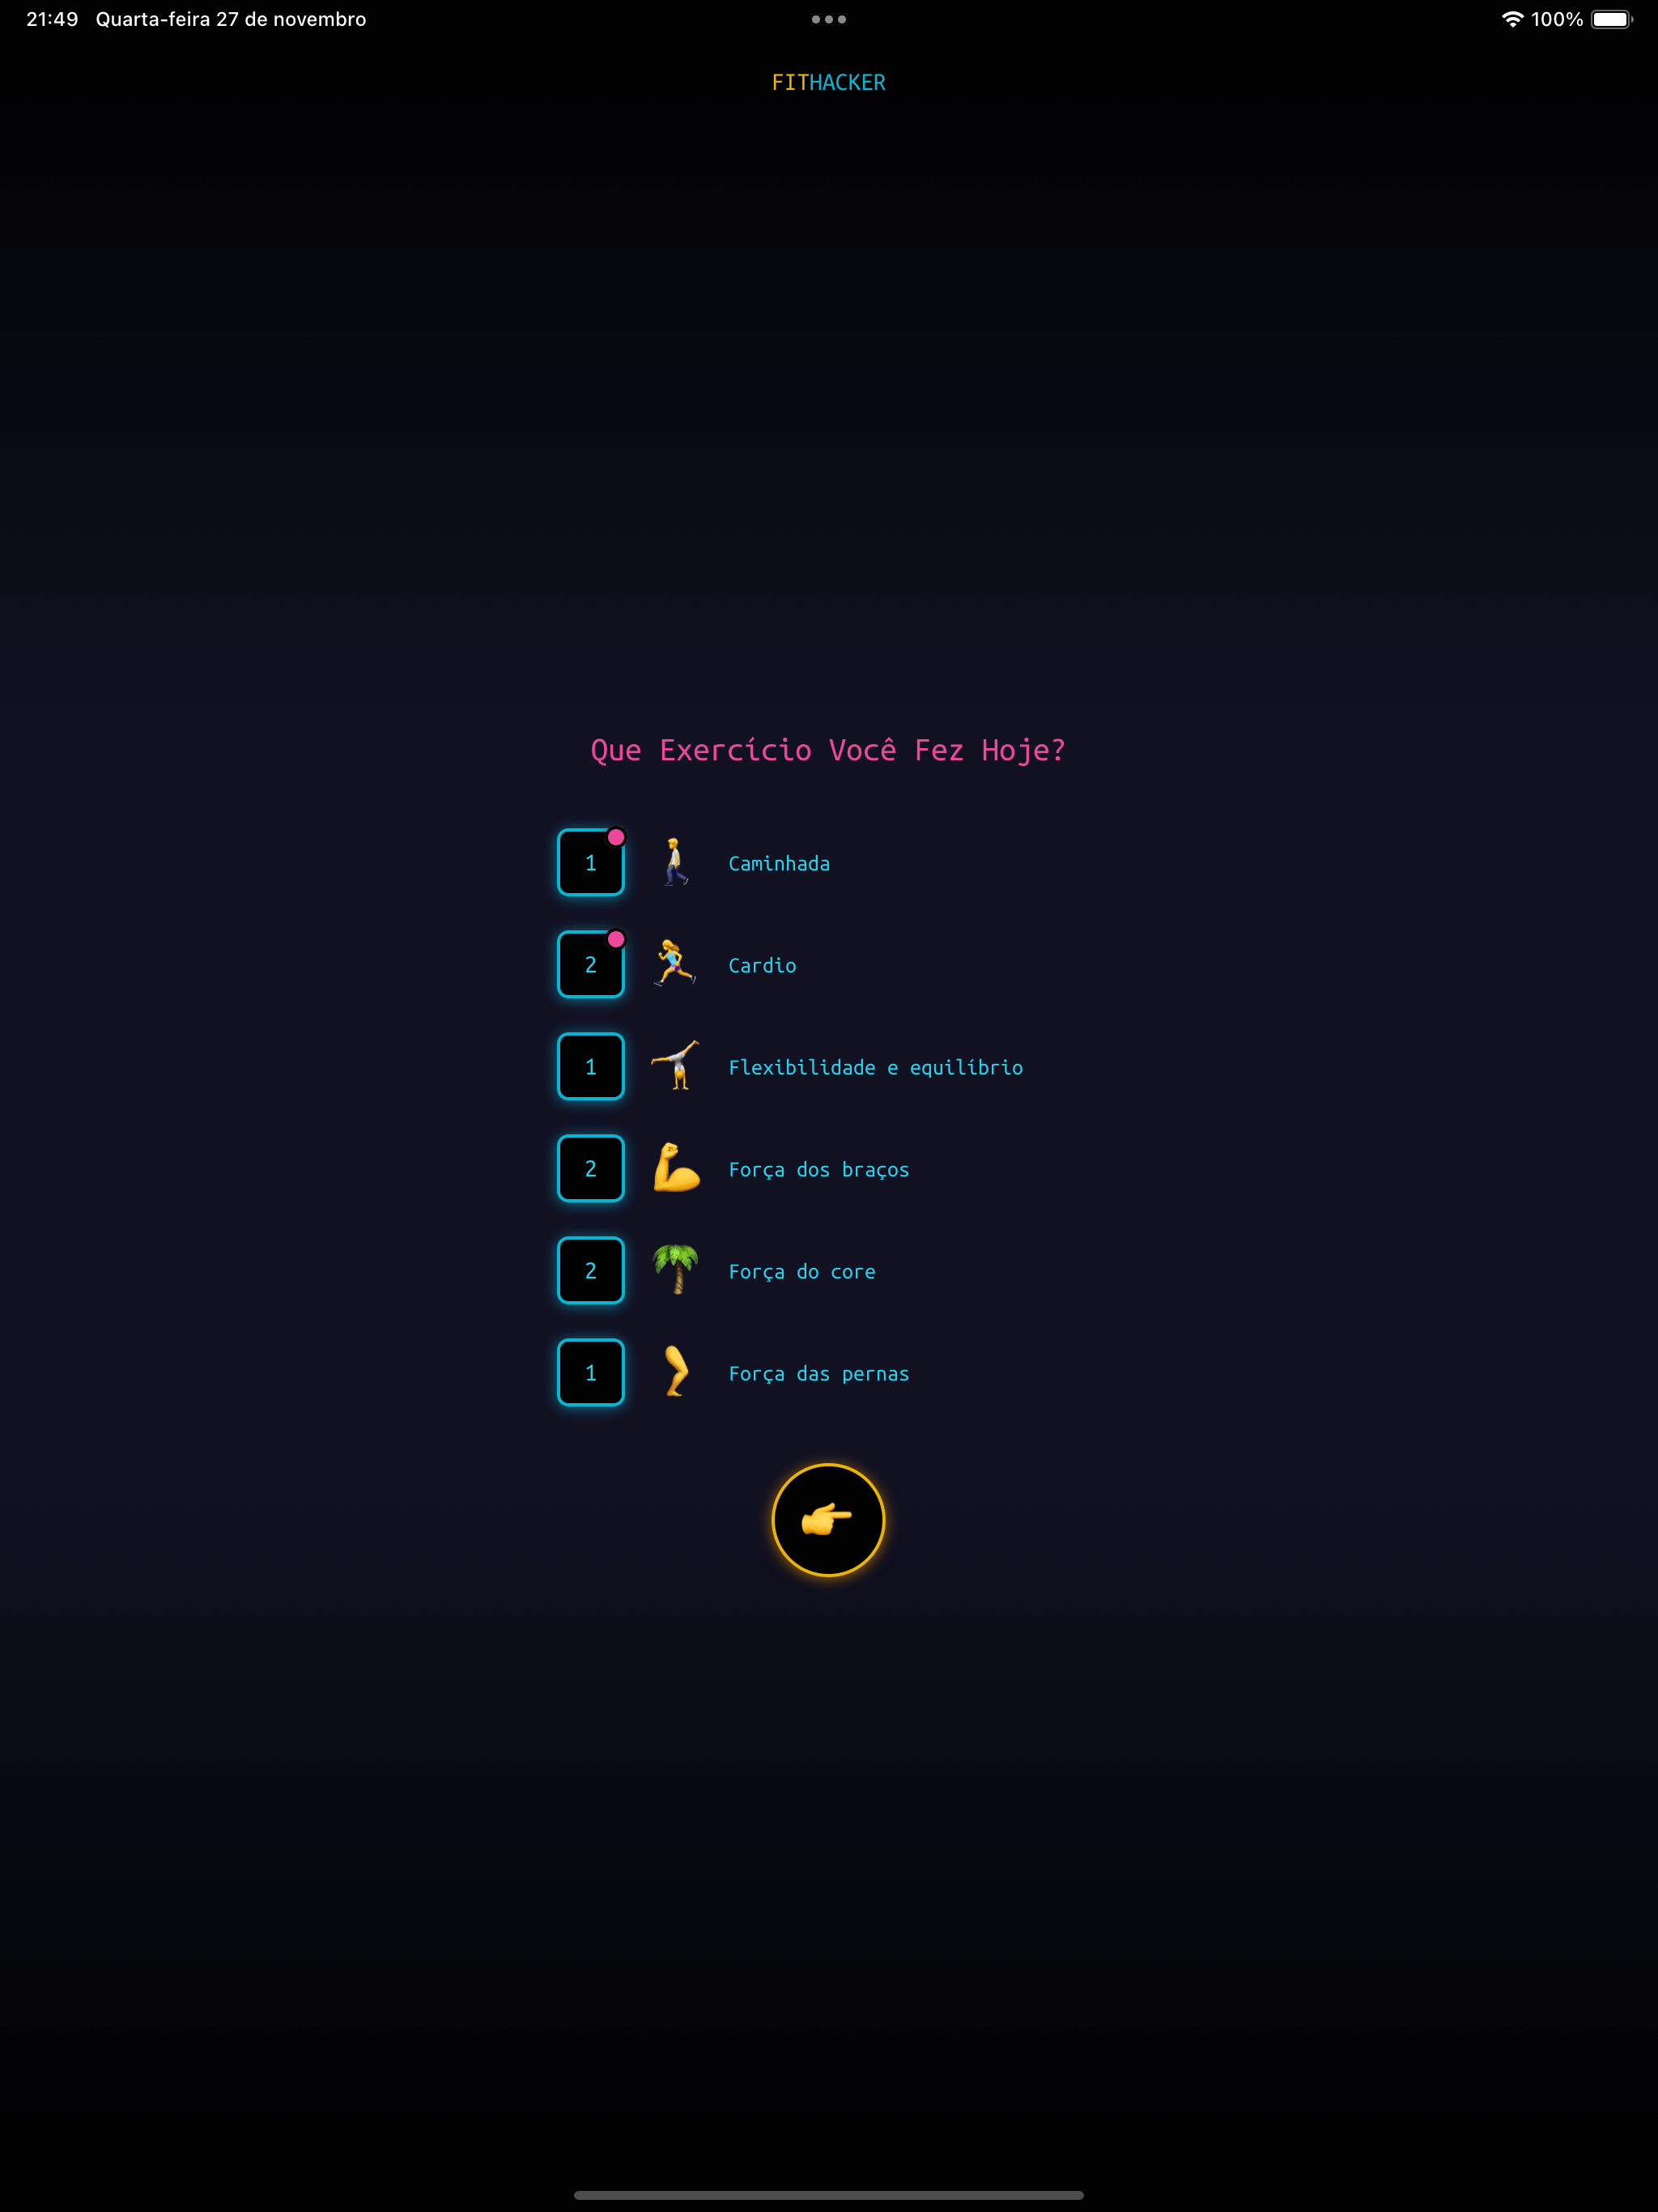 21:49 Quarta-feira 27 de novembro 100%
FITHACKER
Que Exercício Você Fez Hoje?
1 Caminhada
2 Cardio
1 Flexibilidade e equilíbrio
2 Força dos braços
2 Força do core
1 Força das pernas